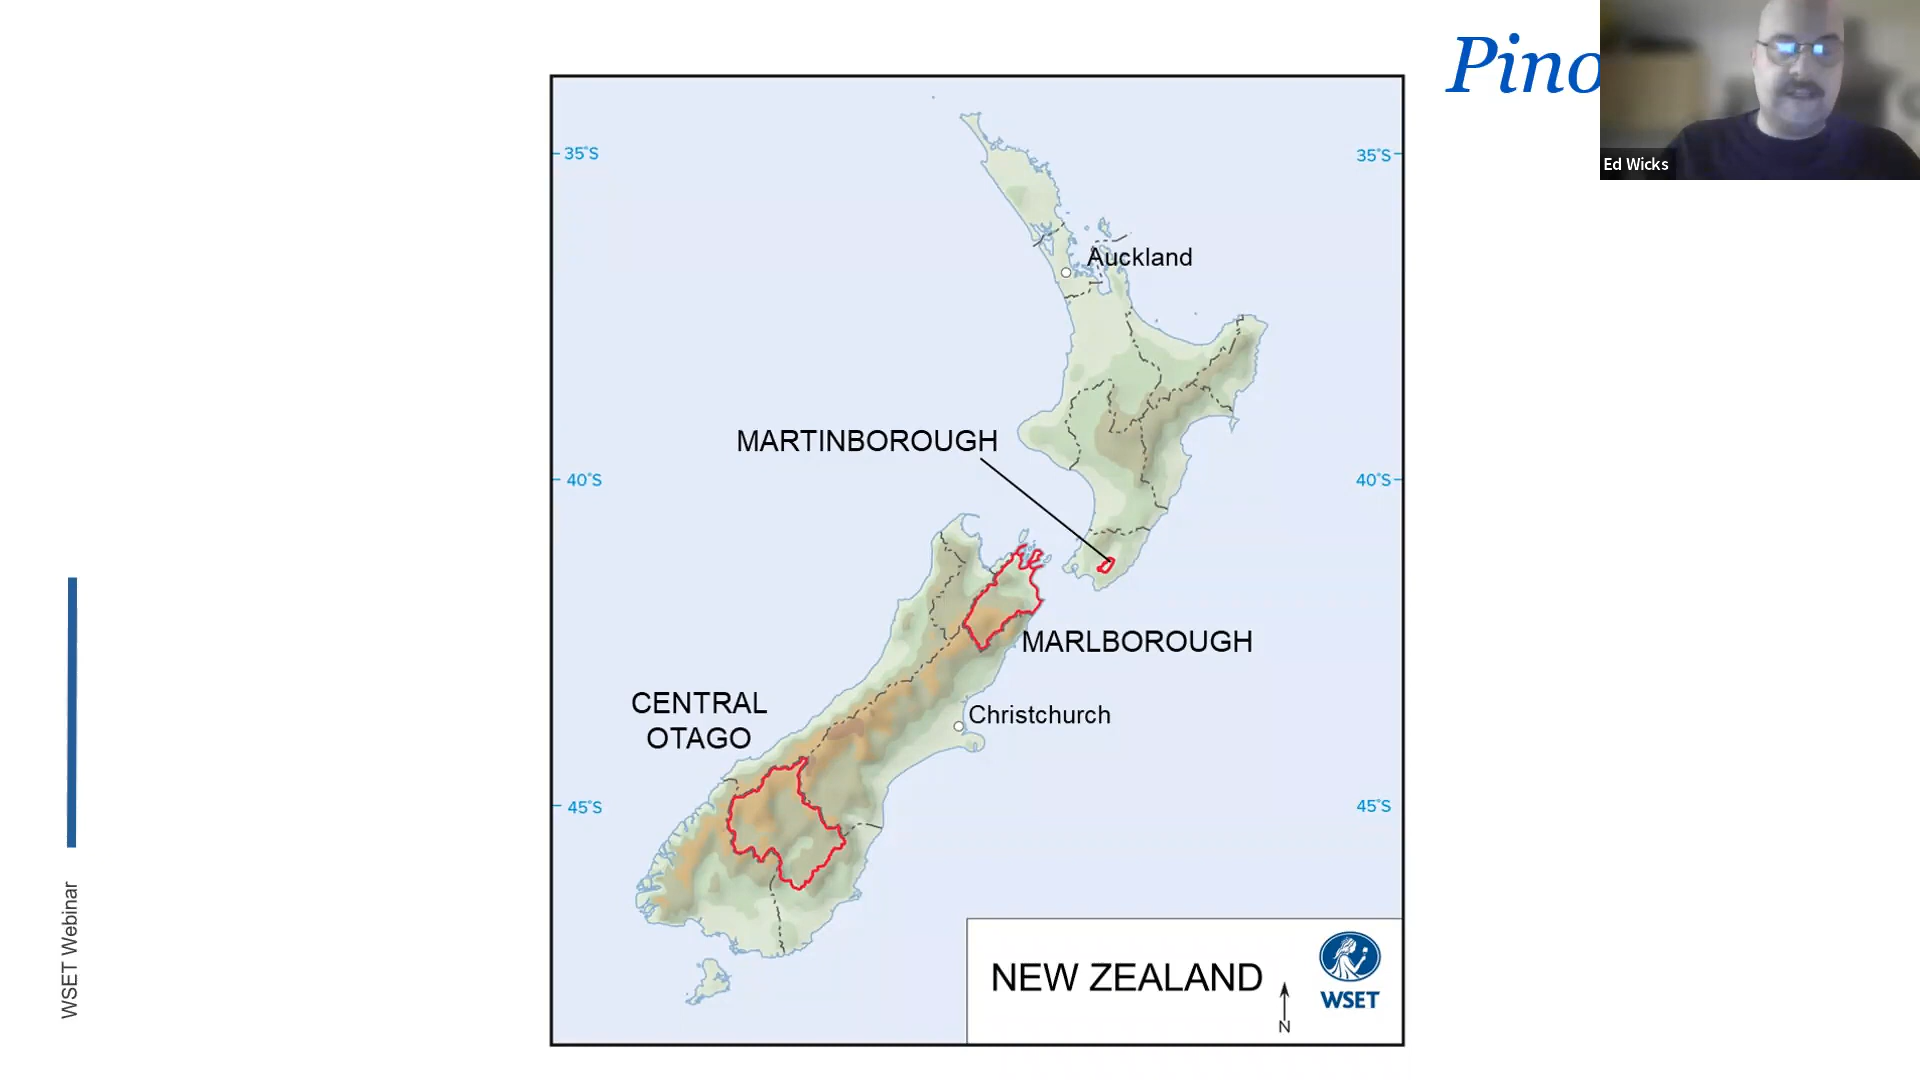 Pino
Ed Wicks
35°S
35°S
Auckland
MARTINBOROUGH
40°S
40°S
MARLBOROUGH
CENTRAL
OTAGO
Christchurch
45°S
45°S
NEW ZEALAND
N
WSET
WSET Webinar